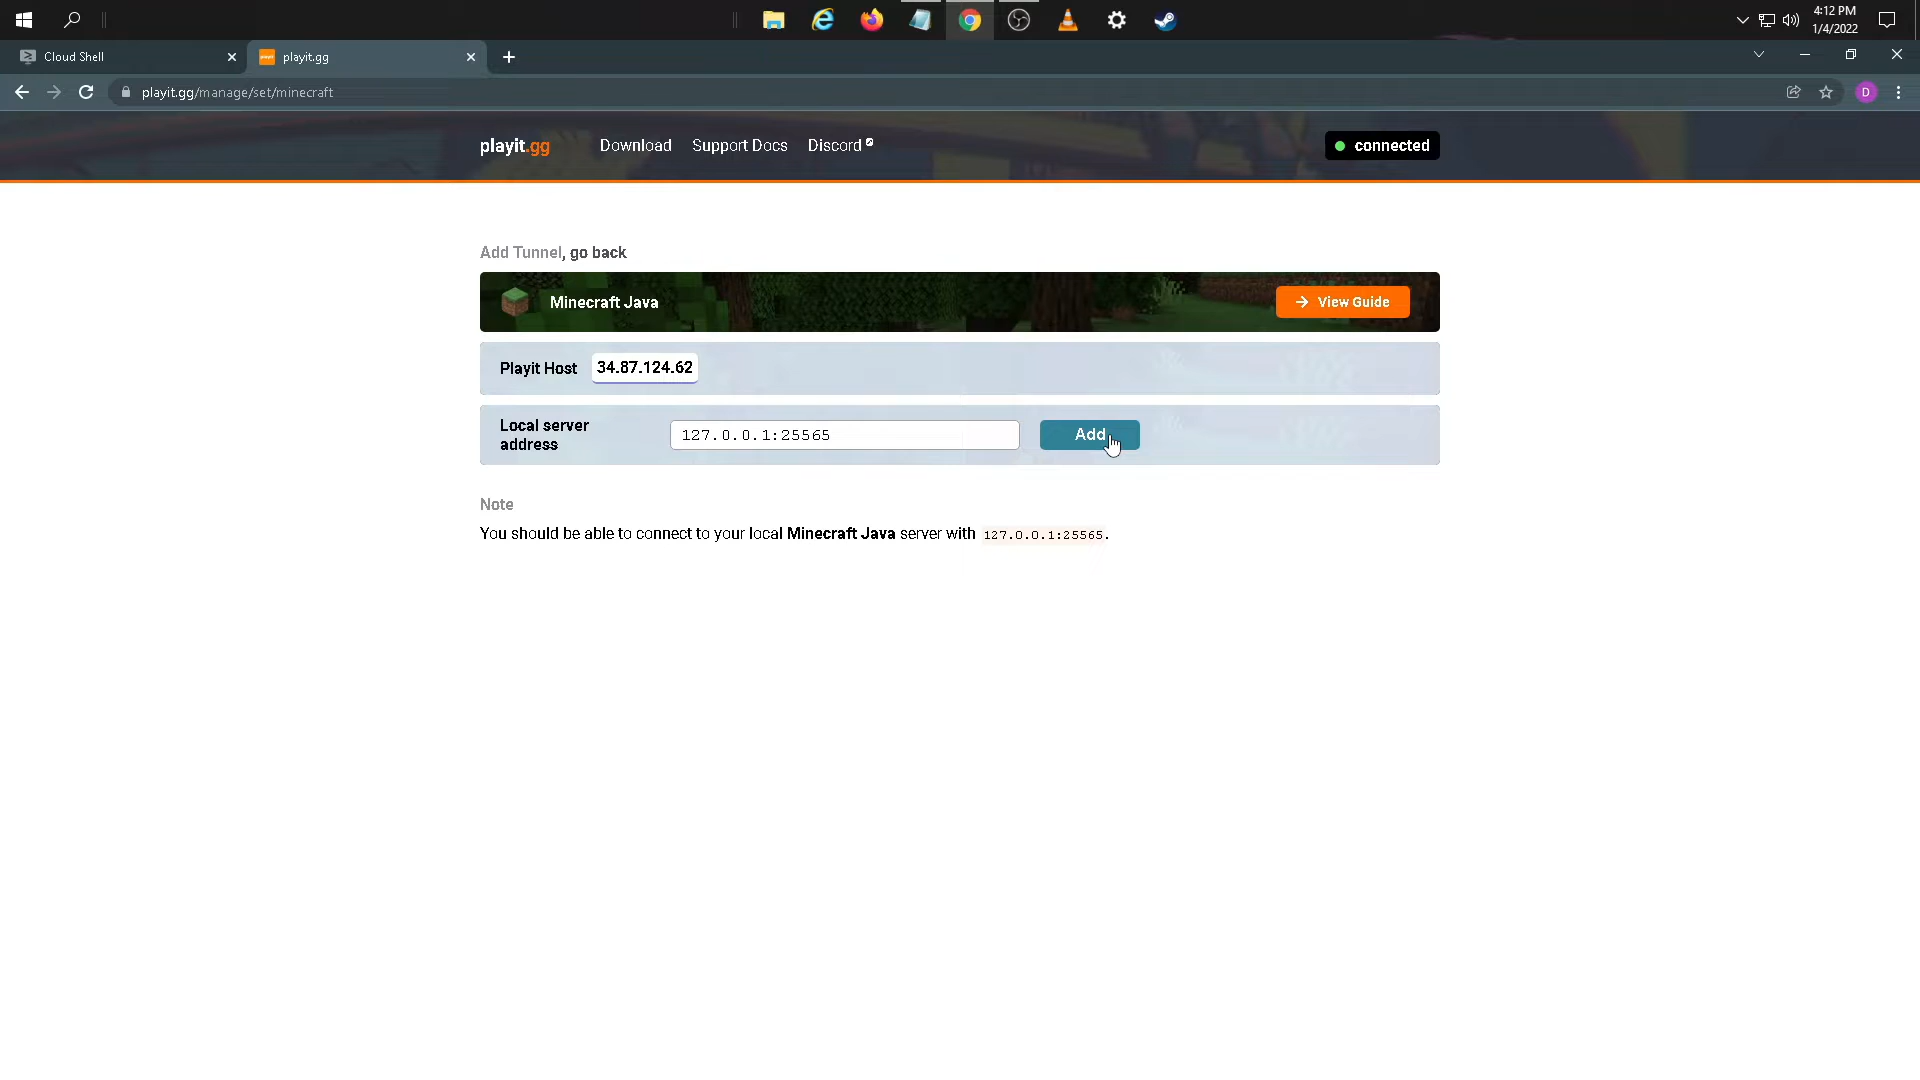 4:12 PM
1/4/2022
Cloud Shell
playit.gg
playit.gg/manage/set/minecraft
D
playit.gg
Download
Support Docs
Discord
connected
Add Tunnel, go back
Minecraft Java
View Guide
Playit Host
34.87.124.62
Local server
address
127.0.0.1:25565
Add
Note
You should be able to connect to your local Minecraft Java server with 127.0.0.1:25565.